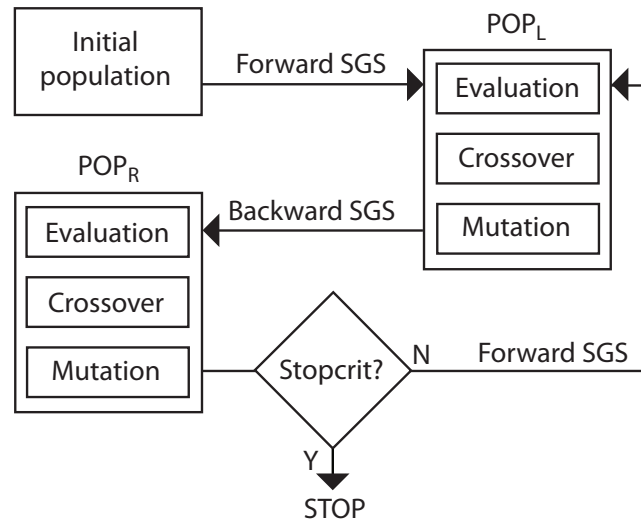 Initial
population
Forward SGS
POP_L
Evaluation
Crossover
Mutation
Backward SGS
POP_R
Evaluation
Crossover
Mutation
Stopcrit?
N
Forward SGS
Y
STOP